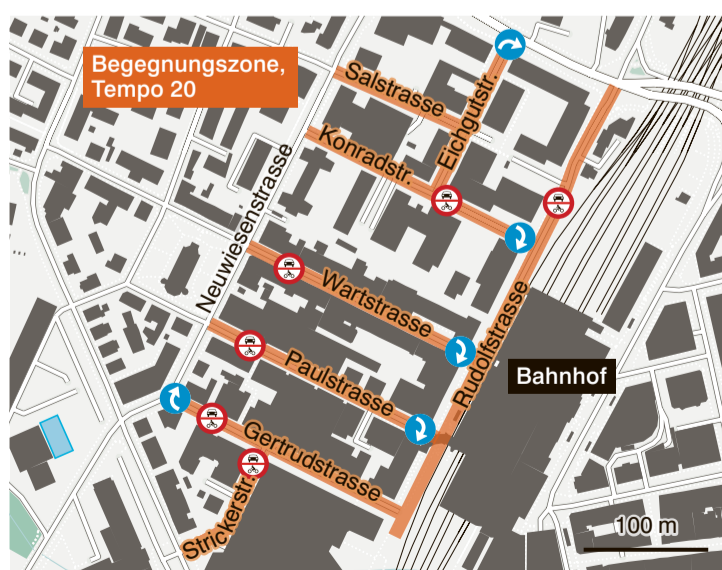 Begegnungszone,
Tempo 20
Salstrasse
Eichgutstr.
Konradstr.
Neuwiesenstrasse
Wartstrasse
Rudolfstrasse
Paulstrasse
Bahnhof
Gertrudstrasse
Strickerstr.
100 m